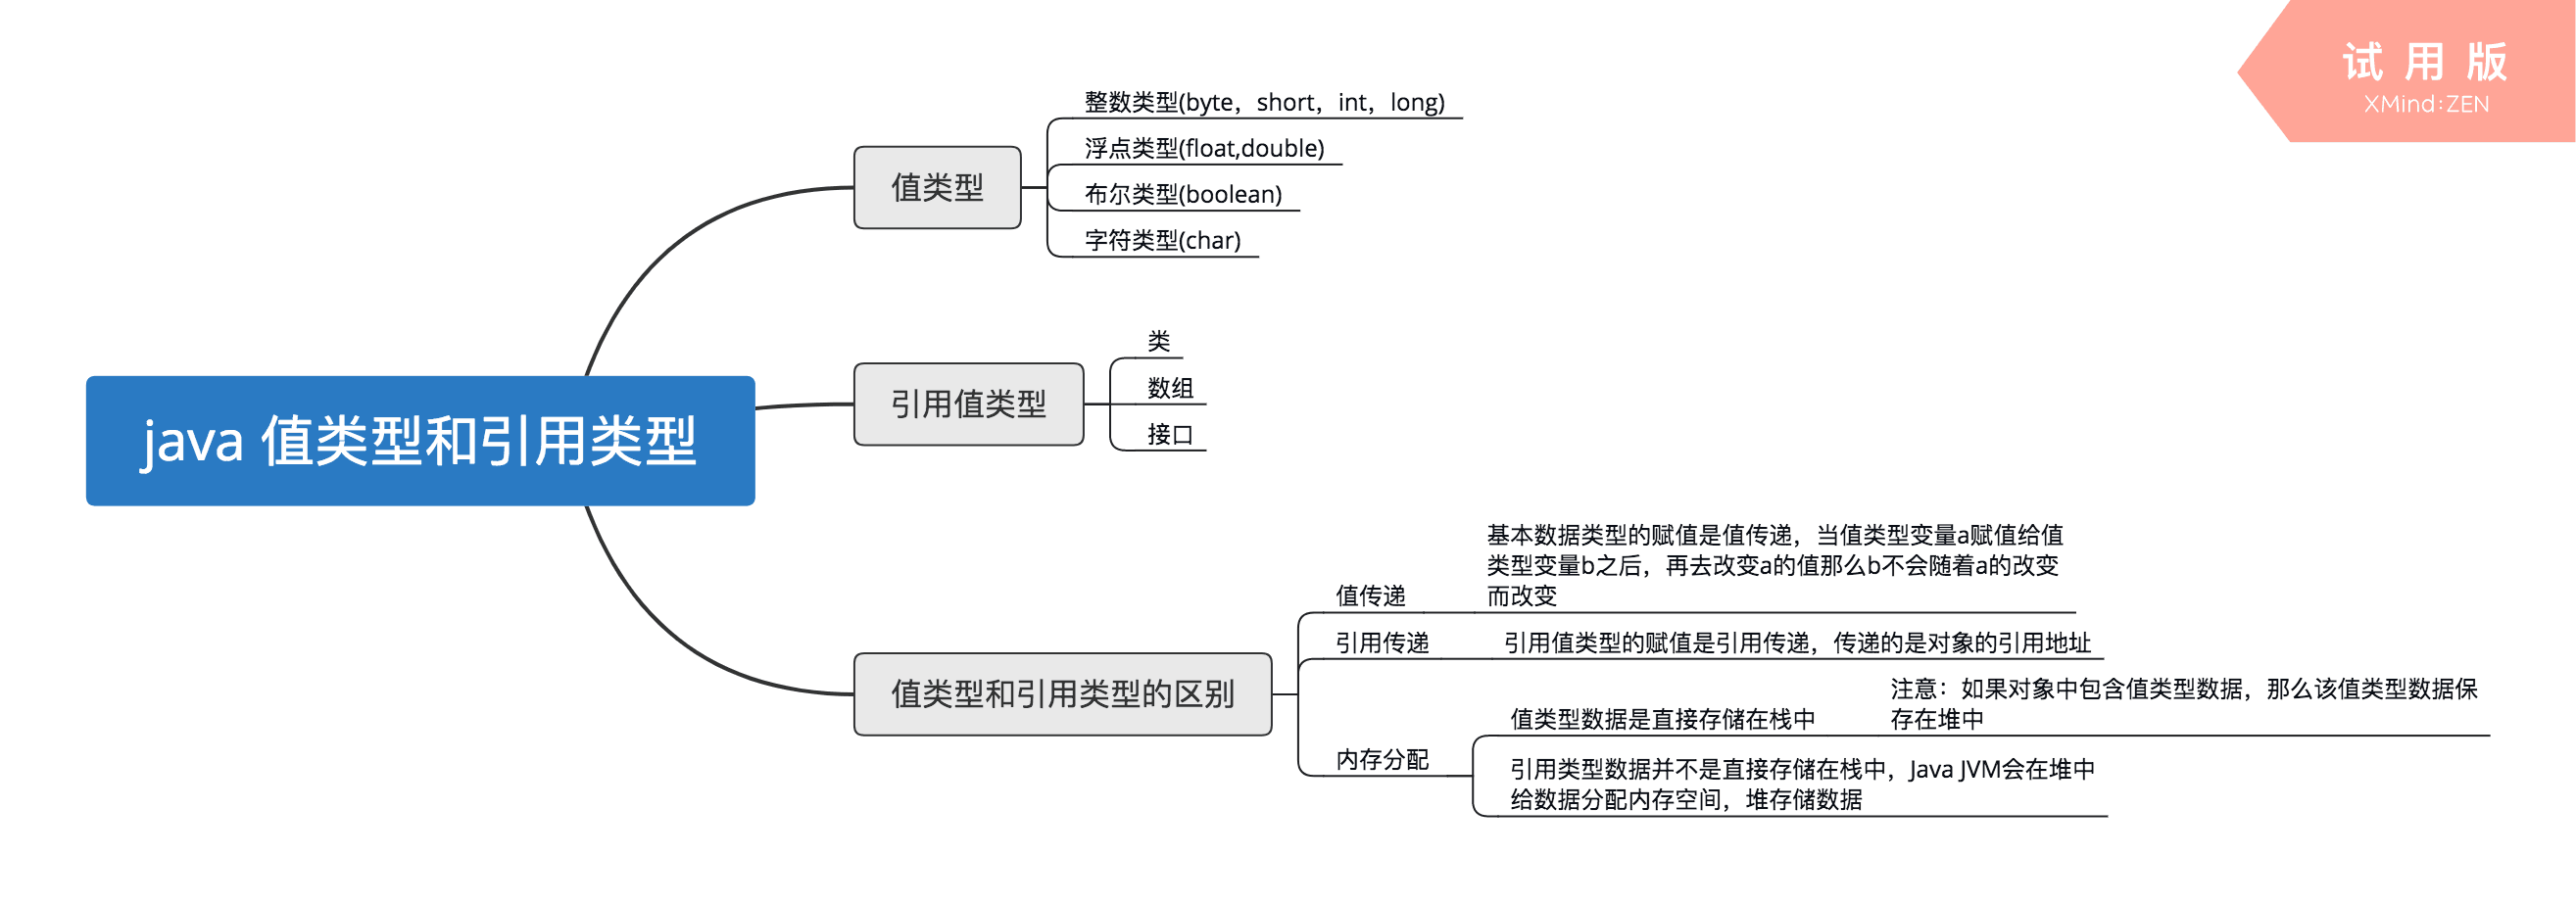 试 用 版
XMind:ZEN
java 值类型和引用类型
值类型
整数类型(byte，short，int，long)
浮点类型(float,double)
布尔类型(boolean)
字符类型(char)
引用值类型
类
数组
接口
值类型和引用类型的区别
值传递
基本数据类型的赋值是值传递，当值类型变量a赋值给值
类型变量b之后，再去改变a的值那么b不会随着a的改变
而改变
引用传递
引用值类型的赋值是引用传递，传递的是对象的引用地址
内存分配
值类型数据是直接存储在栈中
注意：如果对象中包含值类型数据，那么该值类型数据保
存在堆中
引用类型数据并不是直接存储在栈中，Java JVM会在堆中
给数据分配内存空间，堆存储数据